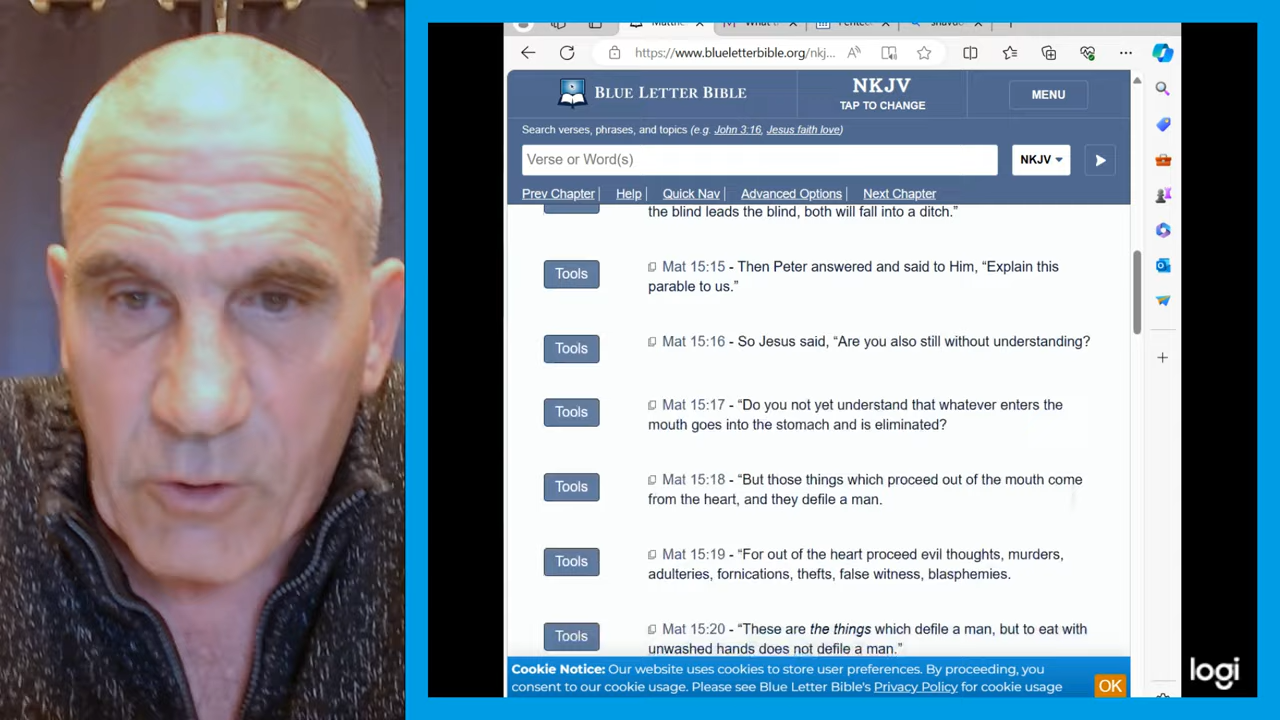 https://www.blueletterbible.org/nkj...
BLUE LETTER BIBLE
NKJV
TAP TO CHANGE
MENU
Search verses, phrases, and topics (e.g. John 3:16, Jesus faith love)
Verse or Word(s)
NKJV
Prev Chapter | Help | Quick Nav | Advanced Options | Next Chapter
the blind leads the blind, both will fall into a ditch.”
Tools
Mat 15:15 - Then Peter answered and said to Him, “Explain this
parable to us.”
Tools
Mat 15:16 - So Jesus said, “Are you also still without understanding?
Tools
Mat 15:17 - “Do you not yet understand that whatever enters the
mouth goes into the stomach and is eliminated?
Tools
Mat 15:18 - “But those things which proceed out of the mouth come
from the heart, and they defile a man.
Tools
Mat 15:19 - “For out of the heart proceed evil thoughts, murders,
adulteries, fornications, thefts, false witness, blasphemies.
Tools
Mat 15:20 - “These are the things which defile a man, but to eat with
unwashed hands does not defile a man.”
Cookie Notice: Our website uses cookies to store user preferences. By proceeding, you
consent to our cookie usage. Please see Blue Letter Bible's Privacy Policy for cookie usage
OK
logi